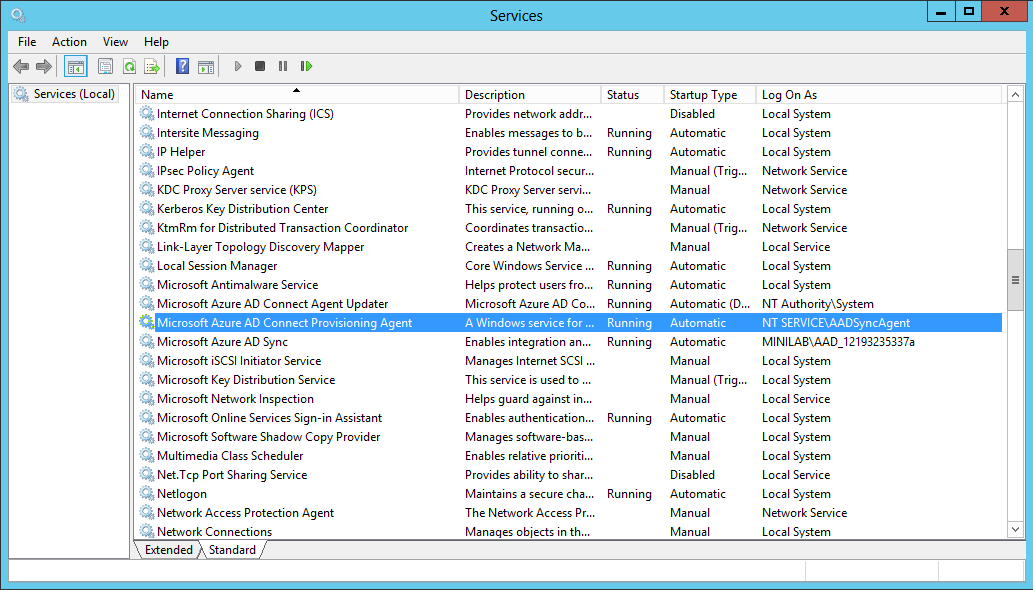 Services
File Action View Help
Services (Local)
Name Description Status Startup Type Log On As
Internet Connection Sharing (ICS) Provides network addr... Disabled Local System
Intersite Messaging Enables messages to b... Running Automatic Local System
IP Helper Provides tunnel conne... Running Automatic Local System
IPsec Policy Agent Internet Protocol secur... Manual (Trig... Network Service
KDC Proxy Server service (KPS) KDC Proxy Server servi... Manual Network Service
Kerberos Key Distribution Center This service, running o... Running Automatic Local System
KtmRm for Distributed Transaction Coordinator Coordinates transactio... Manual (Trig... Network Service
Link-Layer Topology Discovery Mapper Creates a Network Ma... Manual Local Service
Local Session Manager Core Windows Service ... Running Automatic Local System
Microsoft Antimalware Service Helps protect users fro... Running Automatic Local System
Microsoft Azure AD Connect Agent Updater Microsoft Azure AD Co... Running Automatic (D... NT Authority\System
Microsoft Azure AD Connect Provisioning Agent A Windows service for ... Running Automatic NT SERVICE\AADSyncAgent
Microsoft Azure AD Sync Enables integration an... Running Automatic MINILAB\AAD_12193235337a
Microsoft iSCSI Initiator Service Manages Internet SCSI ... Manual Local System
Microsoft Key Distribution Service This service is used to ... Manual (Trig... Local System
Microsoft Network Inspection Helps guard against in... Manual Local Service
Microsoft Online Services Sign-in Assistant Enables authentication... Running Automatic Local System
Microsoft Software Shadow Copy Provider Manages software-bas... Manual Local System
Multimedia Class Scheduler Enables relative prioriti... Manual Local System
Net.Tcp Port Sharing Service Provides ability to shar... Disabled Local Service
Netlogon Maintains a secure cha... Running Automatic Local System
Network Access Protection Agent The Network Access Pr... Manual Network Service
Network Connections Manages objects in th... Manual Local System
Extended Standard